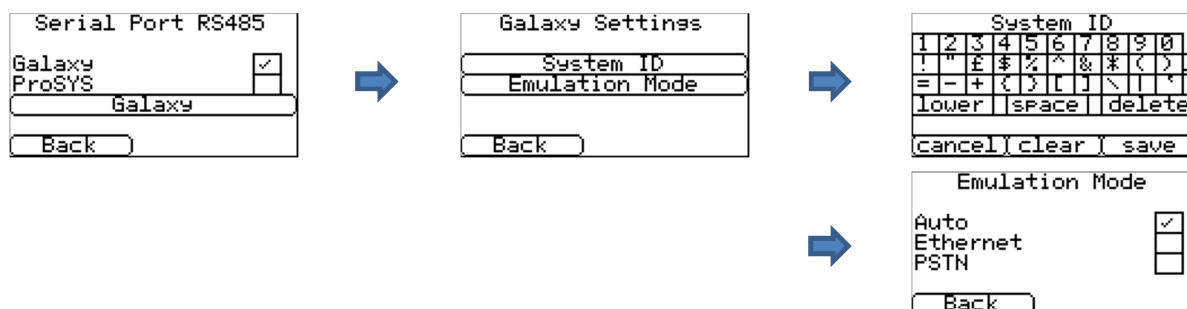 Serial Port RS485
Galaxy
ProSYS
Galaxy
Back
Galaxy Settings
System ID
Emulation Mode
Back
System ID
1 2 3 4 5 6 7 8 9 0
! " £ $ % ^ & * ( )
= - + { } [ ] \ | '
lower space delete
cancel clear save
Emulation Mode
Auto
Ethernet
PSTN
Back